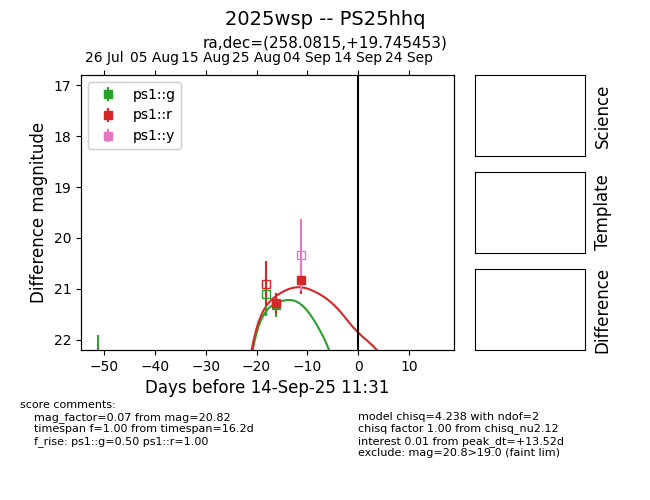 2025wsp -- PS25hhq
ra,dec=(258.0815,+19.745453)
26 Jul 05 Aug 15 Aug 25 Aug 04 Sep 14 Sep 24 Sep
ps1::g
ps1::r
ps1::y
17
18
19
20
21
22
Difference magnitude
−50 −40 −30 −20 −10 0 10
Days before 14-Sep-25 11:31
Science
Template
Difference
score comments:
mag_factor=0.07 from mag=20.82
timespan f=1.00 from timespan=16.2d
f_rise: ps1::g=0.50 ps1::r=1.00
model chisq=4.238 with ndof=2
chisq factor 1.00 from chisq_nu2.12
interest 0.01 from peak_dt=+13.52d
exclude: mag=20.8>19.0 (faint lim)